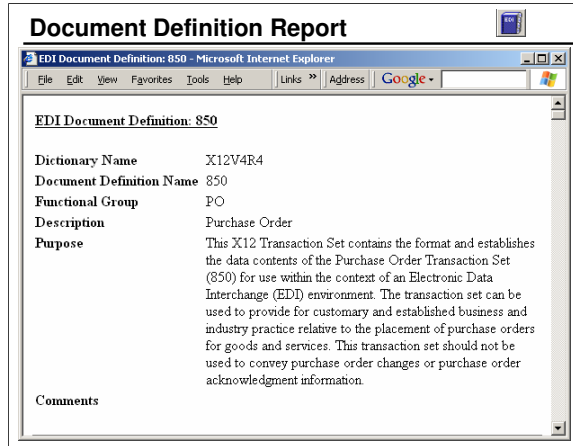 Document Definition Report
EDI
EDI Document Definition: 850 - Microsoft Internet Explorer
File Edit View Favorites Tools Help Links » Address Google
EDI Document Definition: 850
Dictionary Name X12V4R4
Document Definition Name 850
Functional Group PO
Description Purchase Order
Purpose This X12 Transaction Set contains the format and establishes
the data contents of the Purchase Order Transaction Set
(850) for use within the context of an Electronic Data
Interchange (EDI) environment. The transaction set can be
used to provide for customary and established business and
industry practice relative to the placement of purchase orders
for goods and services. This transaction set should not be
used to convey purchase order changes or purchase order
acknowledgment information.
Comments